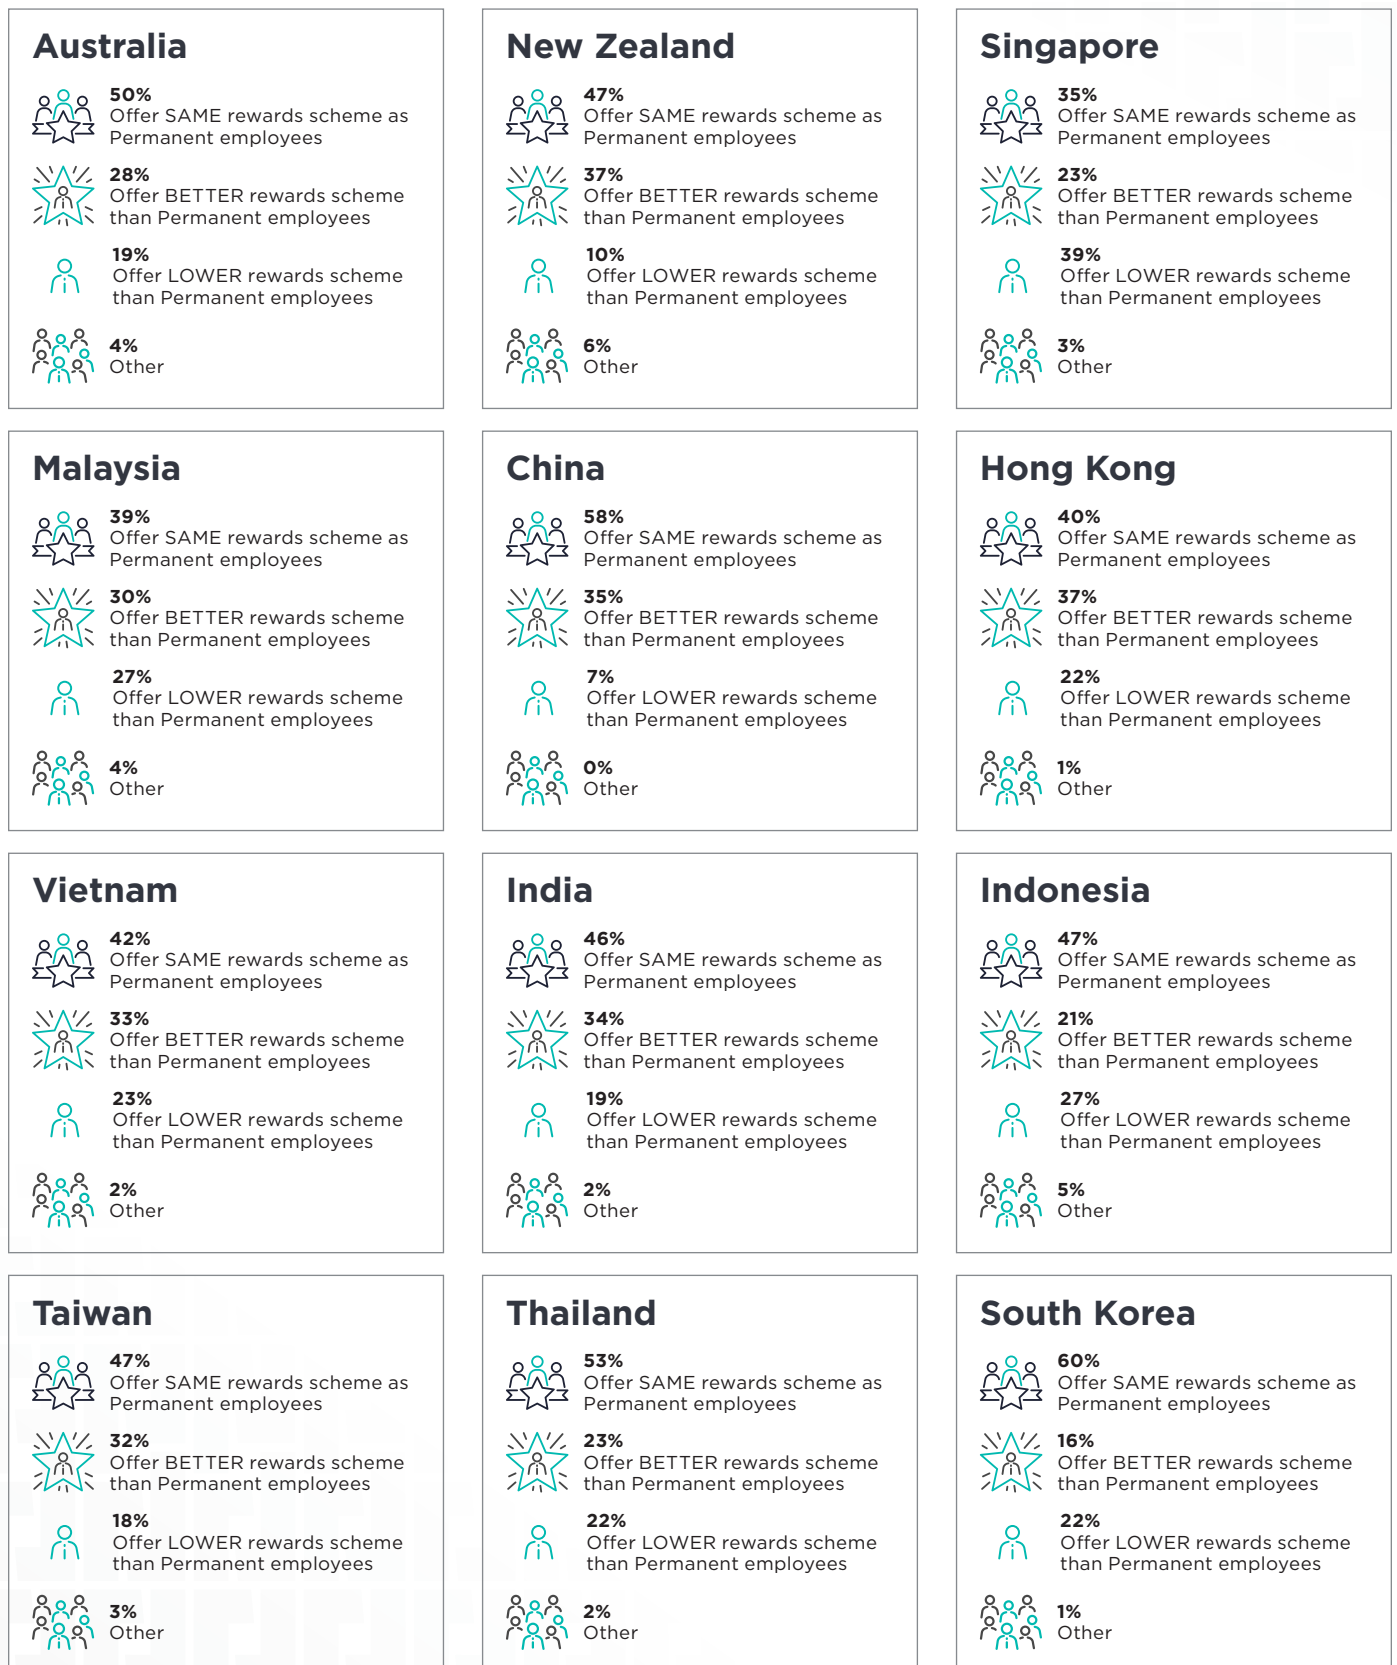 Australia
50%
Offer SAME rewards scheme as
Permanent employees
28%
Offer BETTER rewards scheme
than Permanent employees
19%
Offer LOWER rewards scheme
than Permanent employees
4%
Other
New Zealand
47%
Offer SAME rewards scheme as
Permanent employees
37%
Offer BETTER rewards scheme
than Permanent employees
10%
Offer LOWER rewards scheme
than Permanent employees
6%
Other
Singapore
35%
Offer SAME rewards scheme as
Permanent employees
23%
Offer BETTER rewards scheme
than Permanent employees
39%
Offer LOWER rewards scheme
than Permanent employees
3%
Other
Malaysia
39%
Offer SAME rewards scheme as
Permanent employees
30%
Offer BETTER rewards scheme
than Permanent employees
27%
Offer LOWER rewards scheme
than Permanent employees
4%
Other
China
58%
Offer SAME rewards scheme as
Permanent employees
35%
Offer BETTER rewards scheme
than Permanent employees
7%
Offer LOWER rewards scheme
than Permanent employees
0%
Other
Hong Kong
40%
Offer SAME rewards scheme as
Permanent employees
37%
Offer BETTER rewards scheme
than Permanent employees
22%
Offer LOWER rewards scheme
than Permanent employees
1%
Other
Vietnam
42%
Offer SAME rewards scheme as
Permanent employees
33%
Offer BETTER rewards scheme
than Permanent employees
23%
Offer LOWER rewards scheme
than Permanent employees
2%
Other
India
46%
Offer SAME rewards scheme as
Permanent employees
34%
Offer BETTER rewards scheme
than Permanent employees
19%
Offer LOWER rewards scheme
than Permanent employees
2%
Other
Indonesia
47%
Offer SAME rewards scheme as
Permanent employees
21%
Offer BETTER rewards scheme
than Permanent employees
27%
Offer LOWER rewards scheme
than Permanent employees
5%
Other
Taiwan
47%
Offer SAME rewards scheme as
Permanent employees
32%
Offer BETTER rewards scheme
than Permanent employees
18%
Offer LOWER rewards scheme
than Permanent employees
3%
Other
Thailand
53%
Offer SAME rewards scheme as
Permanent employees
23%
Offer BETTER rewards scheme
than Permanent employees
22%
Offer LOWER rewards scheme
than Permanent employees
2%
Other
South Korea
60%
Offer SAME rewards scheme as
Permanent employees
16%
Offer BETTER rewards scheme
than Permanent employees
22%
Offer LOWER rewards scheme
than Permanent employees
1%
Other